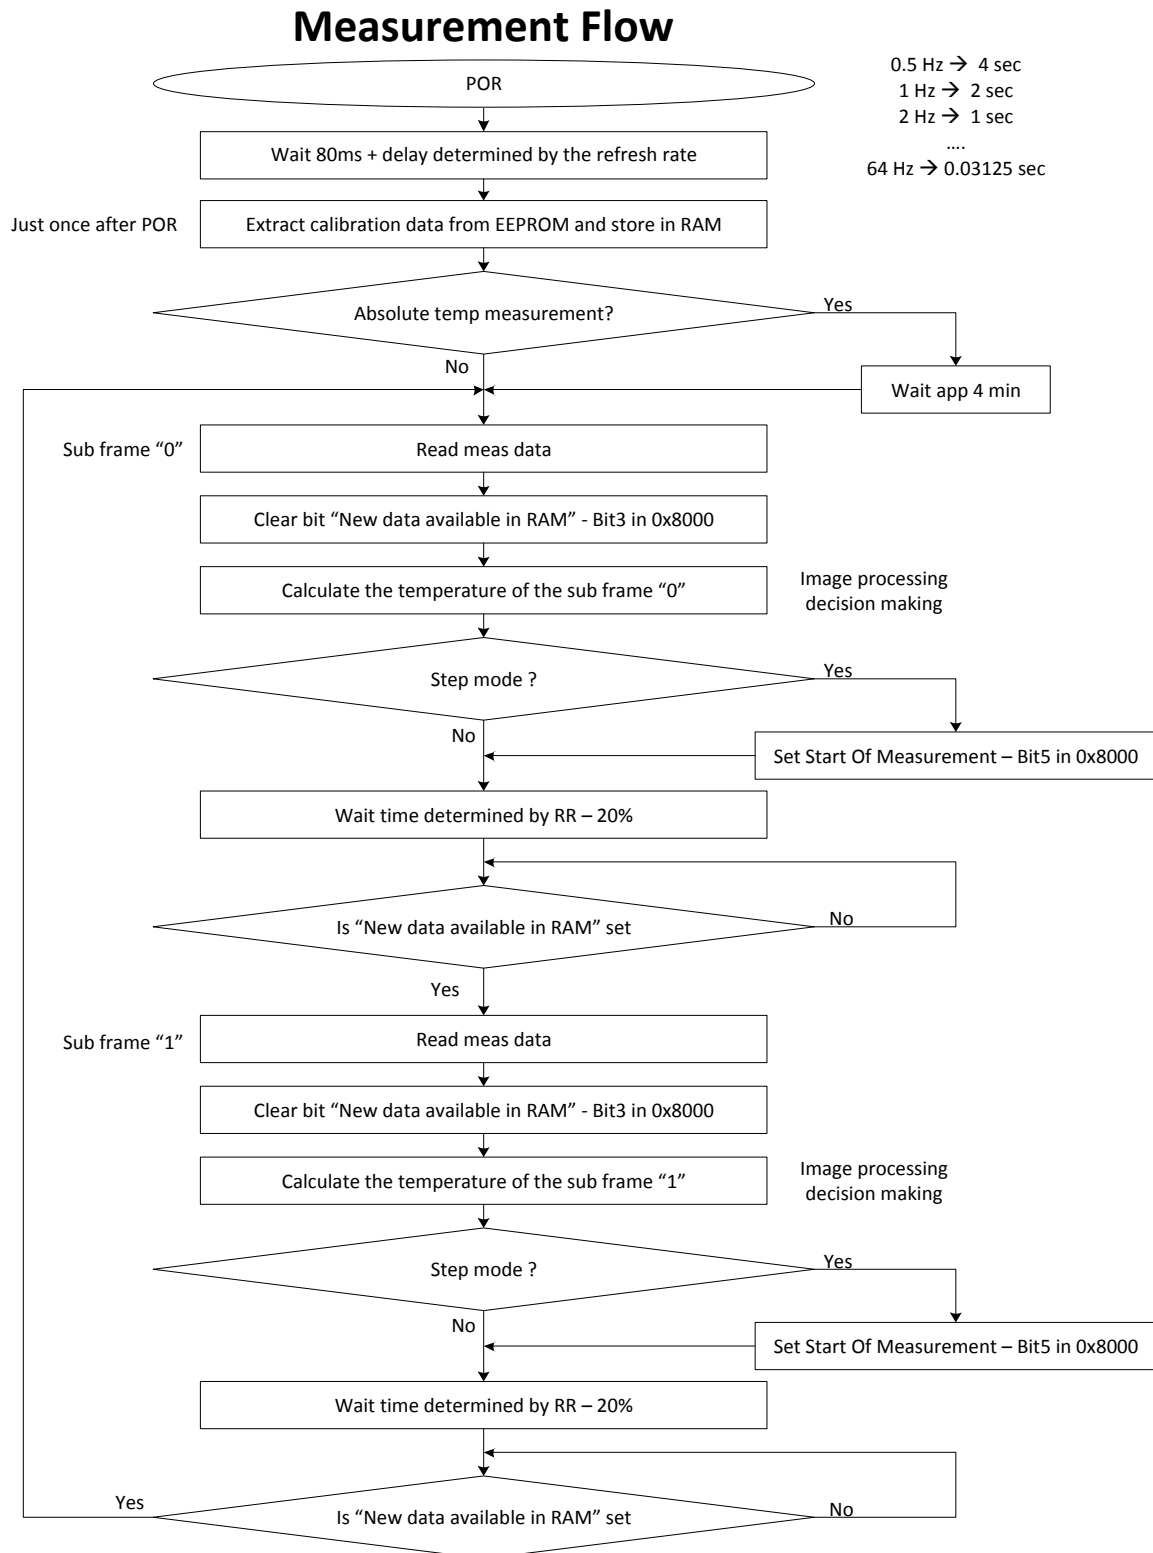 Measurement Flow
POR
0.5 Hz → 4 sec
1 Hz → 2 sec
2 Hz → 1 sec
....
64 Hz → 0.03125 sec
Wait 80ms + delay determined by the refresh rate
Just once after POR
Extract calibration data from EEPROM and store in RAM
Absolute temp measurement?
Yes
No
Wait app 4 min
Sub frame “0”
Read meas data
Clear bit “New data available in RAM” - Bit3 in 0x8000
Calculate the temperature of the sub frame “0”
Image processing
decision making
Step mode ?
Yes
No
Set Start Of Measurement – Bit5 in 0x8000
Wait time determined by RR – 20%
Is “New data available in RAM” set
No
Yes
Sub frame “1”
Read meas data
Clear bit “New data available in RAM” - Bit3 in 0x8000
Calculate the temperature of the sub frame “1”
Image processing
decision making
Step mode ?
Yes
No
Set Start Of Measurement – Bit5 in 0x8000
Wait time determined by RR – 20%
Yes
Is “New data available in RAM” set
No